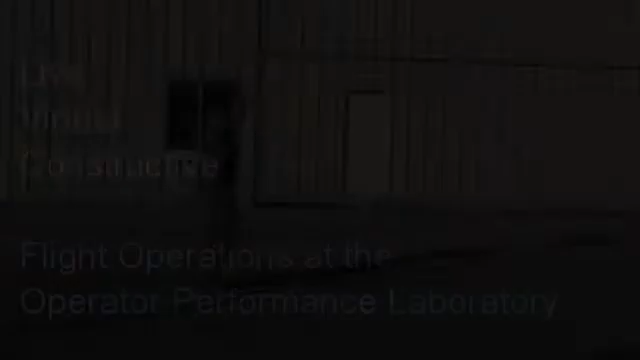 Live
Virtual
Constructive
Flight Operations at the
Operator Performance Laboratory